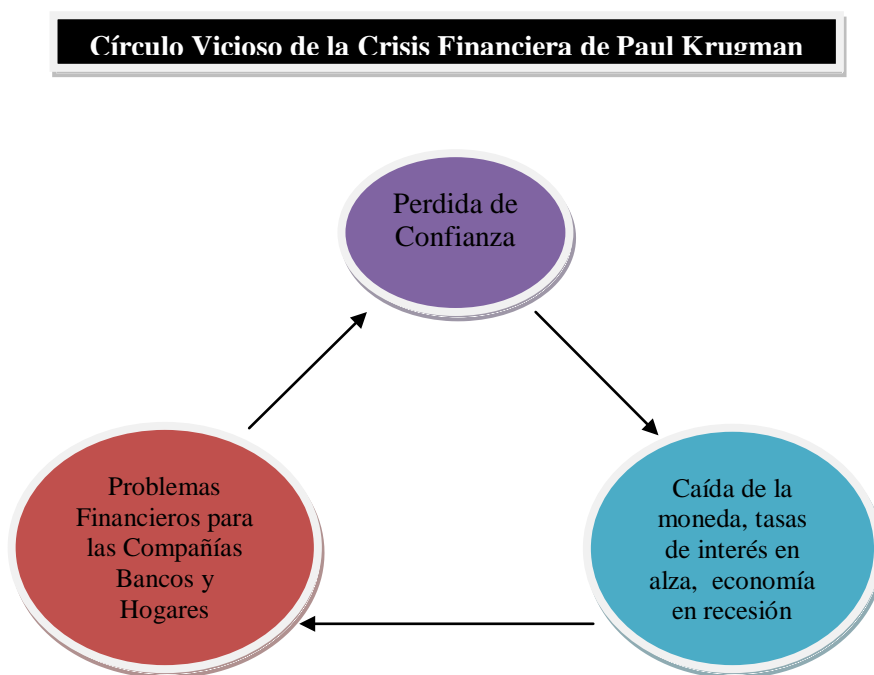 Círculo Vicioso de la Crisis Financiera de Paul Krugman
Perdida de
Confianza
Problemas
Financieros para
las Compañías
Bancos y
Hogares
Caída de la
moneda, tasas
de interés en
alza, economía
en recesión